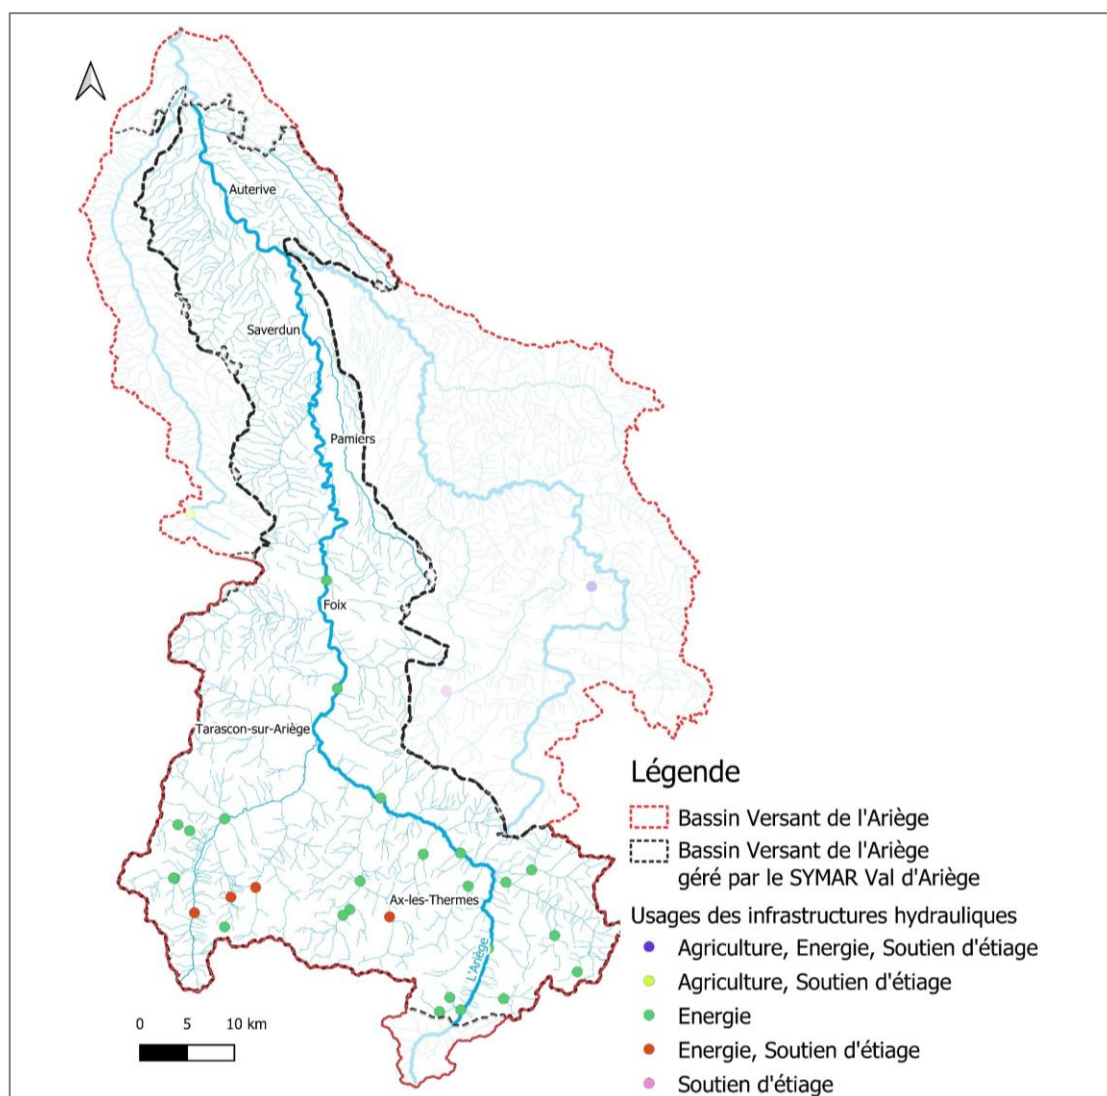 Auterive
Saverdun
Pamiers
Foix
Tarascon-sur-Ariège
Ax-les-Thermes
L'Ariège
0 5 10 km
Légende
Bassin Versant de l'Ariège
Bassin Versant de l'Ariège
géré par le SYMAR Val d'Ariège
Usages des infrastructures hydrauliques
Agriculture, Energie, Soutien d'étiage
Agriculture, Soutien d'étiage
Energie
Energie, Soutien d'étiage
Soutien d'étiage